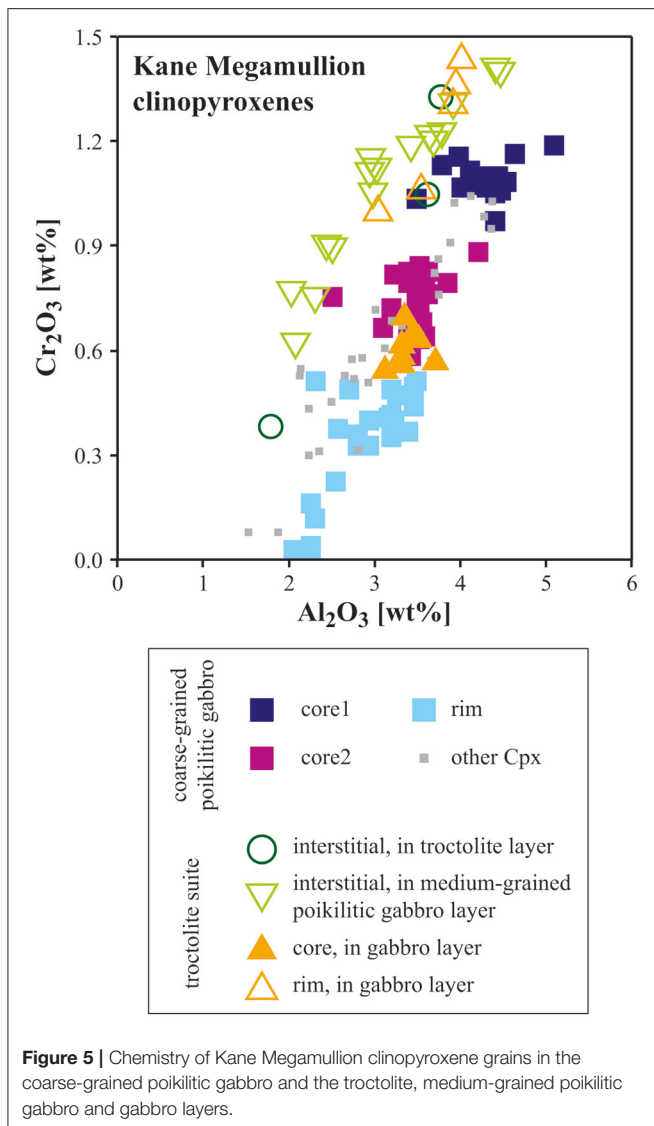 Kane Megamullion
clinopyroxenes
Cr₂O₃ [wt%]
1.5
1.2
0.9
0.6
0.3
0.0
0
1
2
3
4
5
6
Al₂O₃ [wt%]
coarse-grained
poikilitic gabbro
core1
rim
core2
other Cpx
troctolite suite
interstitial, in troctolite layer
interstitial, in medium-grained
poikilitic gabbro layer
core, in gabbro layer
rim, in gabbro layer
Figure 5 | Chemistry of Kane Megamullion clinopyroxene grains in the
coarse-grained poikilitic gabbro and the troctolite, medium-grained poikilitic
gabbro and gabbro layers.